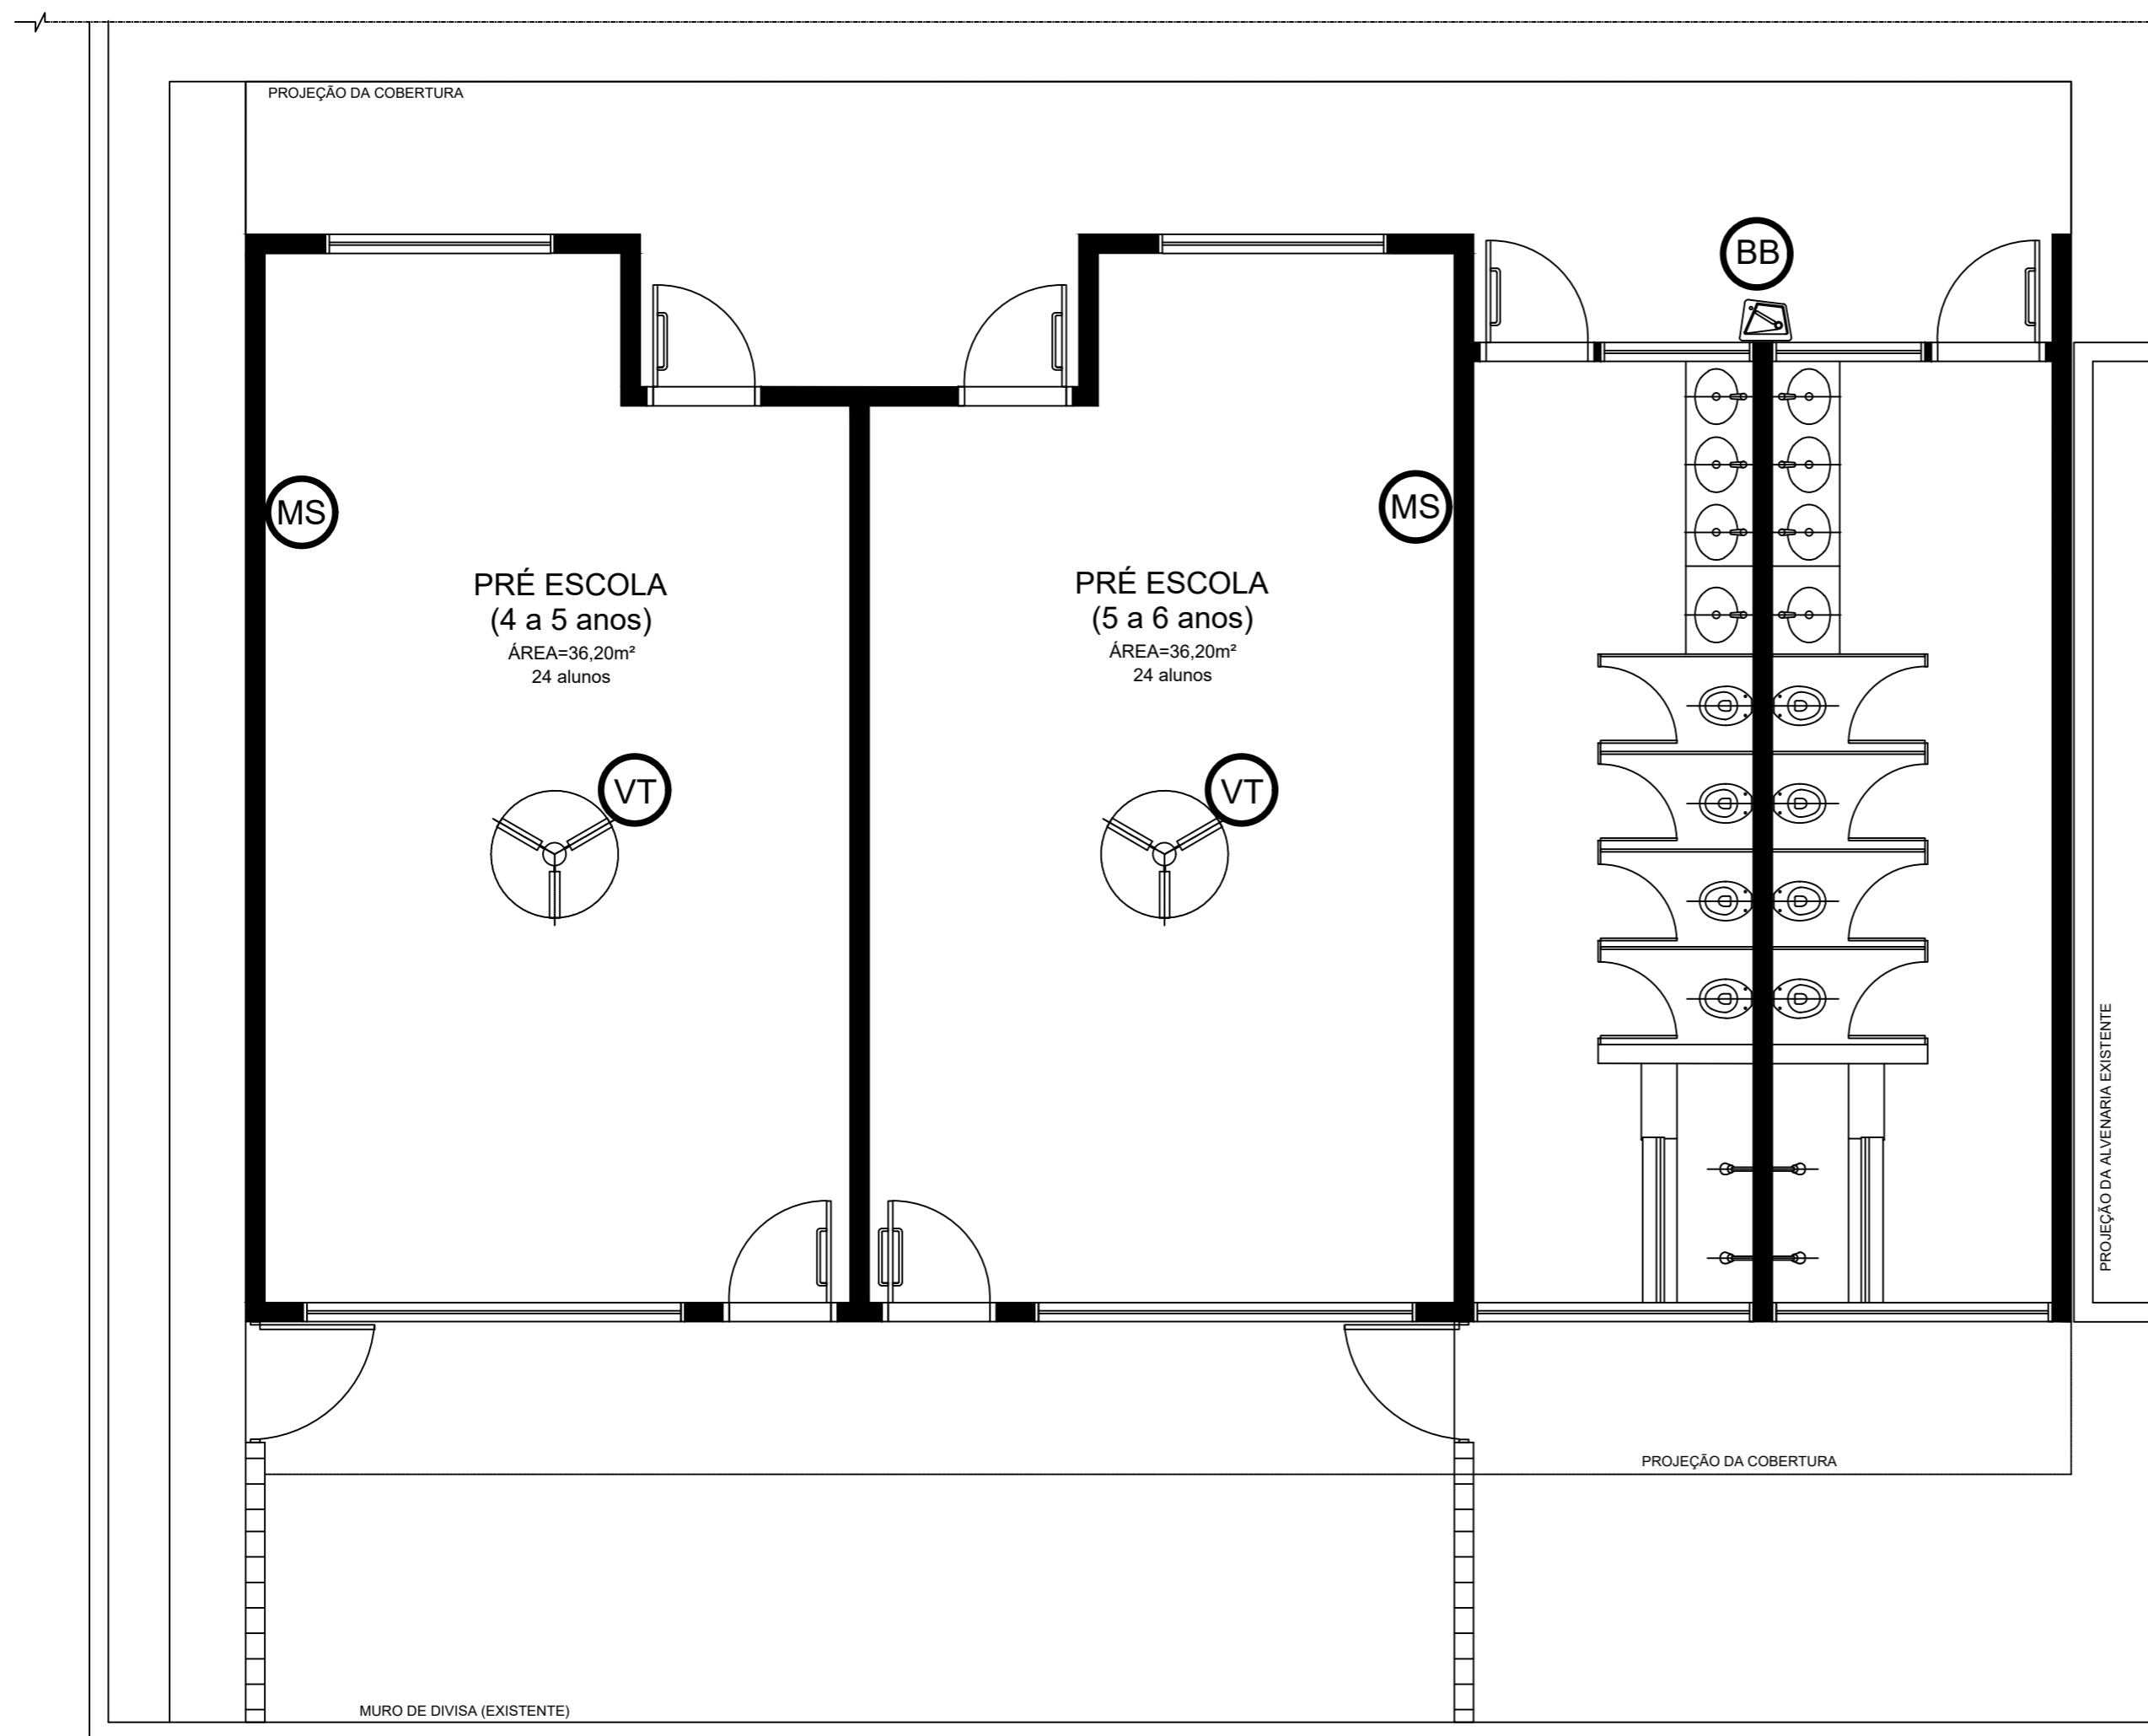 PROJEÇÃO DA COBERTURA
BB
MS
MS
PRÉ ESCOLA
(4 a 5 anos)
ÁREA=36,20m²
24 alunos
PRÉ ESCOLA
(5 a 6 anos)
ÁREA=36,20m²
24 alunos
VT
VT
PROJEÇÃO DA ALVENARIA EXISTENTE
PROJEÇÃO DA COBERTURA
MURO DE DIVISA (EXISTENTE)